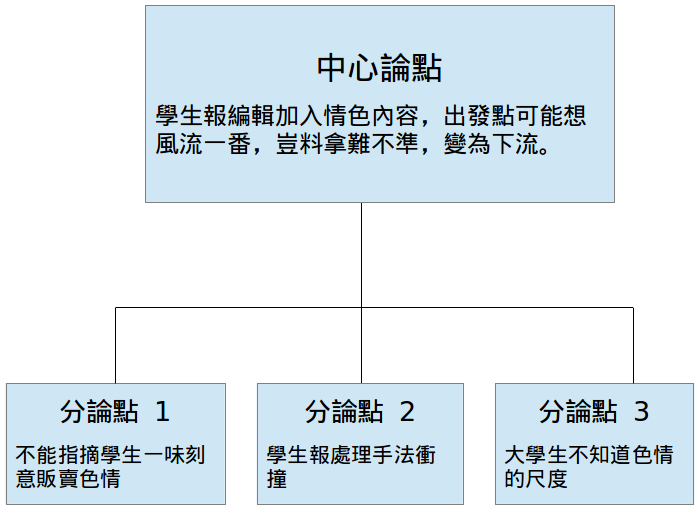 中心論點
學生報編輯加入情色內容，出發點可能想
風流一番，豈料拿難不準，變為下流。
分論點 1
不能指摘學生一味刻
意販賣色情
分論點 2
學生報處理手法衝
撞
分論點 3
大學生不知道色情
的尺度